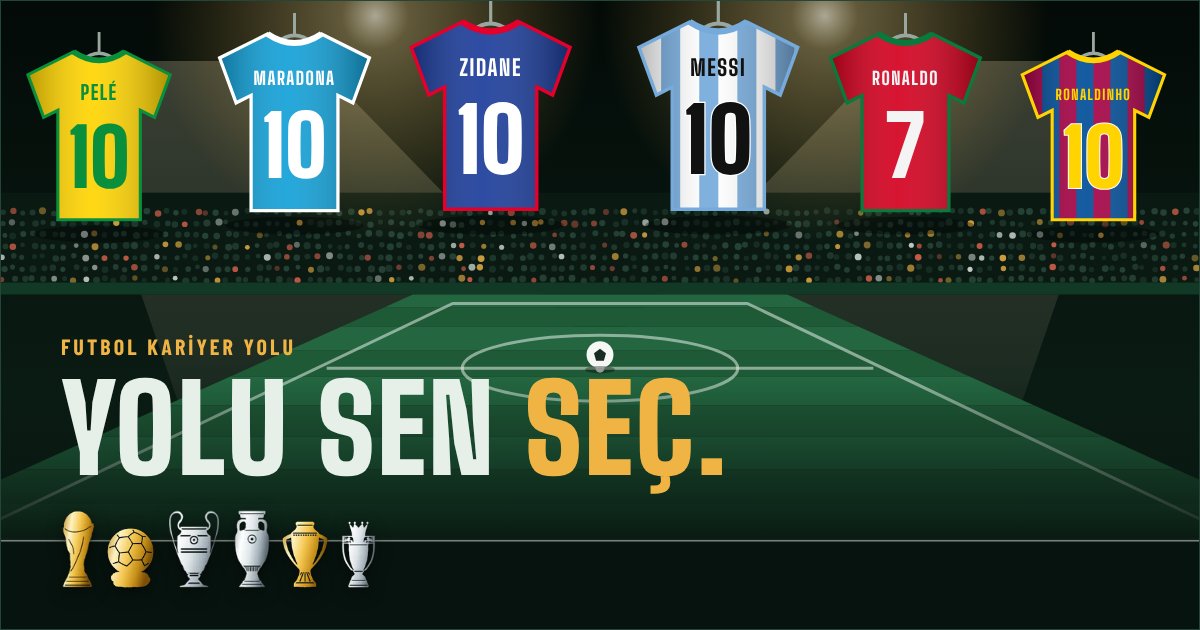 PELÉ
10
MARADONA
10
ZIDANE
10
MESSI
10
RONALDO
7
RONALDINHO
10
FUTBOL KARİYER YOLU
YOLU SEN SEÇ.